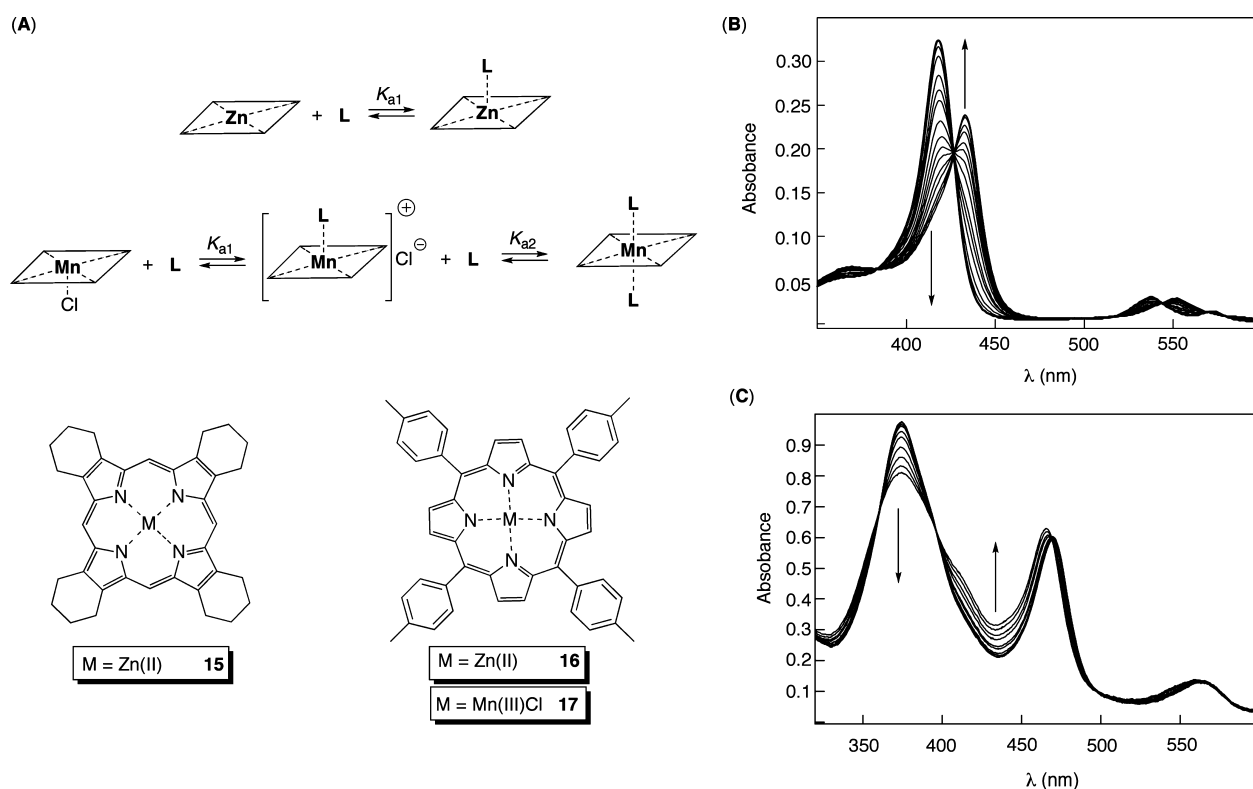 (A)
L
Zn + L Ka1 Zn
L L
Mn + L Ka1 Mn Cl⊖ + L Ka2 Mn
Cl ⊕ L
N N
M
N N
M = Zn(II) 15
N
N M N
N
M = Zn(II) 16
M = Mn(III)Cl 17
(B)
Absobance
0.30
0.25
0.20
0.15
0.10
0.05
400 450 500 550
λ (nm)
(C)
Absobance
0.9
0.8
0.7
0.6
0.5
0.4
0.3
0.2
0.1
350 400 450 500 550
λ (nm)